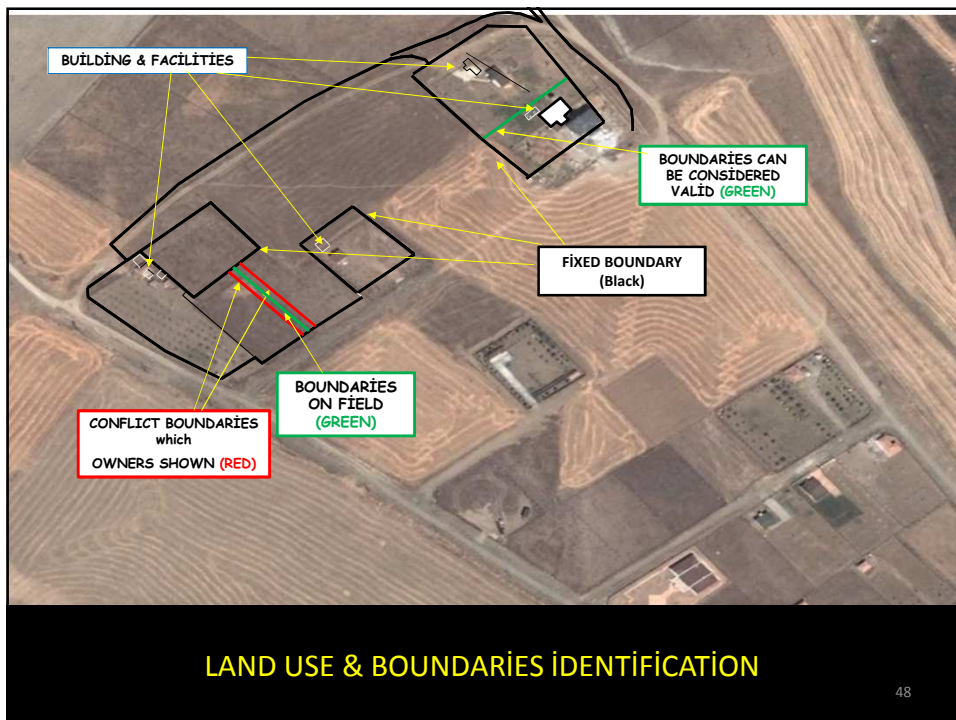 BUİLDİNG & FACİLİTİES
BOUNDARİES CAN
BE CONSİDERED
VALİD (GREEN)
FİXED BOUNDARY
(Black)
BOUNDARİES
ON FİELD
(GREEN)
CONFLİCT BOUNDARİES
which
OWNERS SHOWN (RED)
LAND USE & BOUNDARİES İDENTİFİCATİON
48